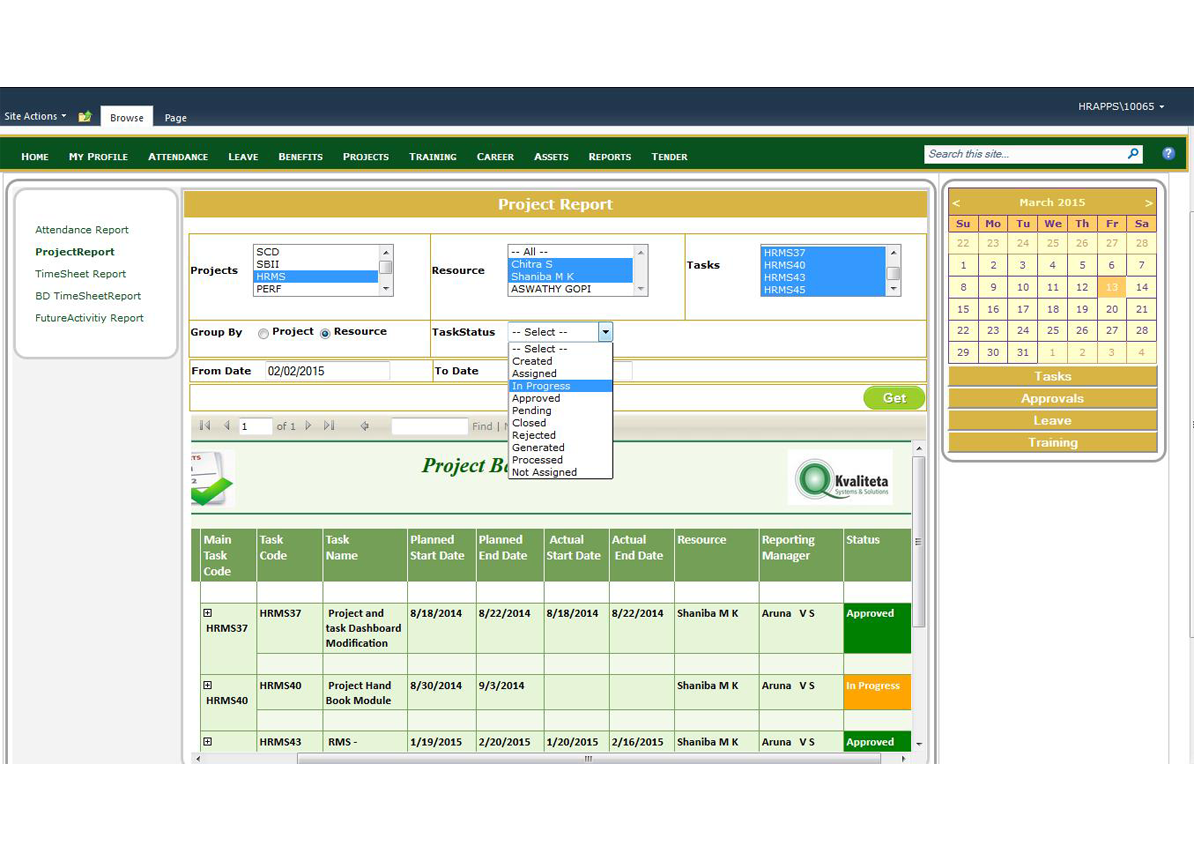 HRAPPS\10065
Site Actions Browse Page
HOME MY PROFILE ATTENDANCE LEAVE BENEFITS PROJECTS TRAINING CAREER ASSETS REPORTS TENDER Search this site...
Attendance Report
ProjectReport
TimeSheet Report
BD TimeSheetReport
FutureActivitiy Report
Project Report
Projects
SCD
SBII
HRMS
PERF
Resource
-- All --
Chitra S
Shaniba M K
ASWATHY GOPI
Tasks
HRMS37
HRMS40
HRMS43
HRMS45
Group By Project Resource
TaskStatus -- Select --
-- Select --
Created
Assigned
In Progress
Approved
Pending
Closed
Rejected
Generated
Processed
Not Assigned
From Date 02/02/2015 To Date
Get
1 of 1 Find |
Project
Kvaliteta
Systems & Solutions
Main Task Code Task Code Task Name Planned Start Date Planned End Date Actual Start Date Actual End Date Resource Reporting Manager Status
HRMS37 HRMS37 Project and task Dashboard Modification 8/18/2014 8/22/2014 8/18/2014 8/22/2014 Shaniba M K Aruna V S Approved
HRMS40 HRMS40 Project Hand Book Module 8/30/2014 9/3/2014 Shaniba M K Aruna V S In Progress
HRMS43 RMS - 1/19/2015 2/20/2015 1/20/2015 2/16/2015 Shaniba M K Aruna V S Approved
< March 2015 >
Su Mo Tu We Th Fr Sa
22 23 24 25 26 27 28
1 2 3 4 5 6 7
8 9 10 11 12 13 14
15 16 17 18 19 20 21
22 23 24 25 26 27 28
29 30 31 1 2 3 4
Tasks
Approvals
Leave
Training